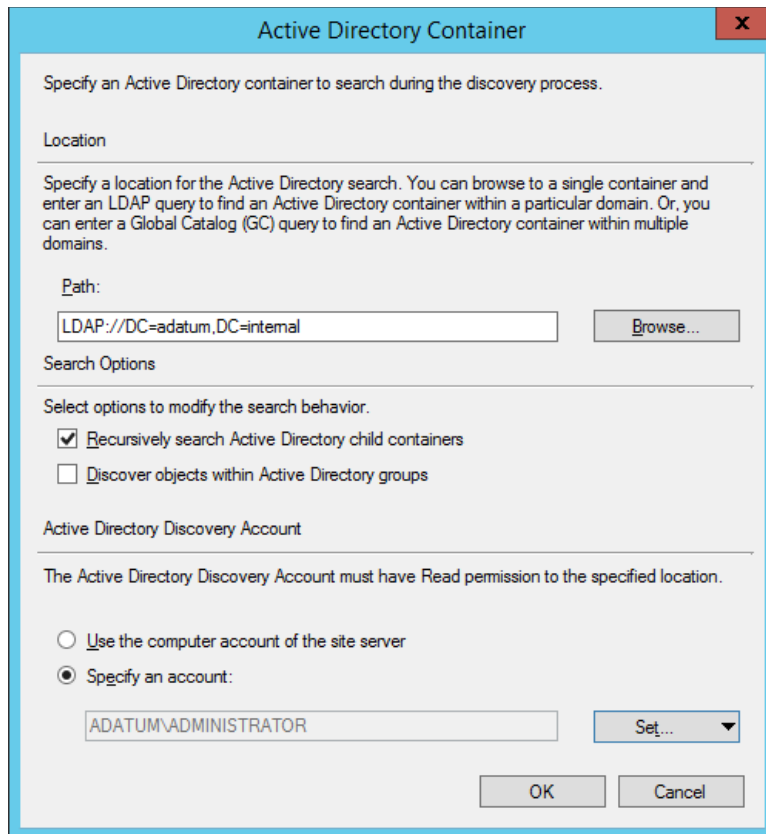 Active Directory Container
x
Specify an Active Directory container to search during the discovery process.
Location
Specify a location for the Active Directory search. You can browse to a single container and
enter an LDAP query to find an Active Directory container within a particular domain. Or, you
can enter a Global Catalog (GC) query to find an Active Directory container within multiple
domains.
Path:
LDAP://DC=adatum,DC=internal
Browse...
Search Options
Select options to modify the search behavior.
Recursively search Active Directory child containers
Discover objects within Active Directory groups
Active Directory Discovery Account
The Active Directory Discovery Account must have Read permission to the specified location.
Use the computer account of the site server
Specify an account:
ADATUM\ADMINISTRATOR
Set...
OK
Cancel